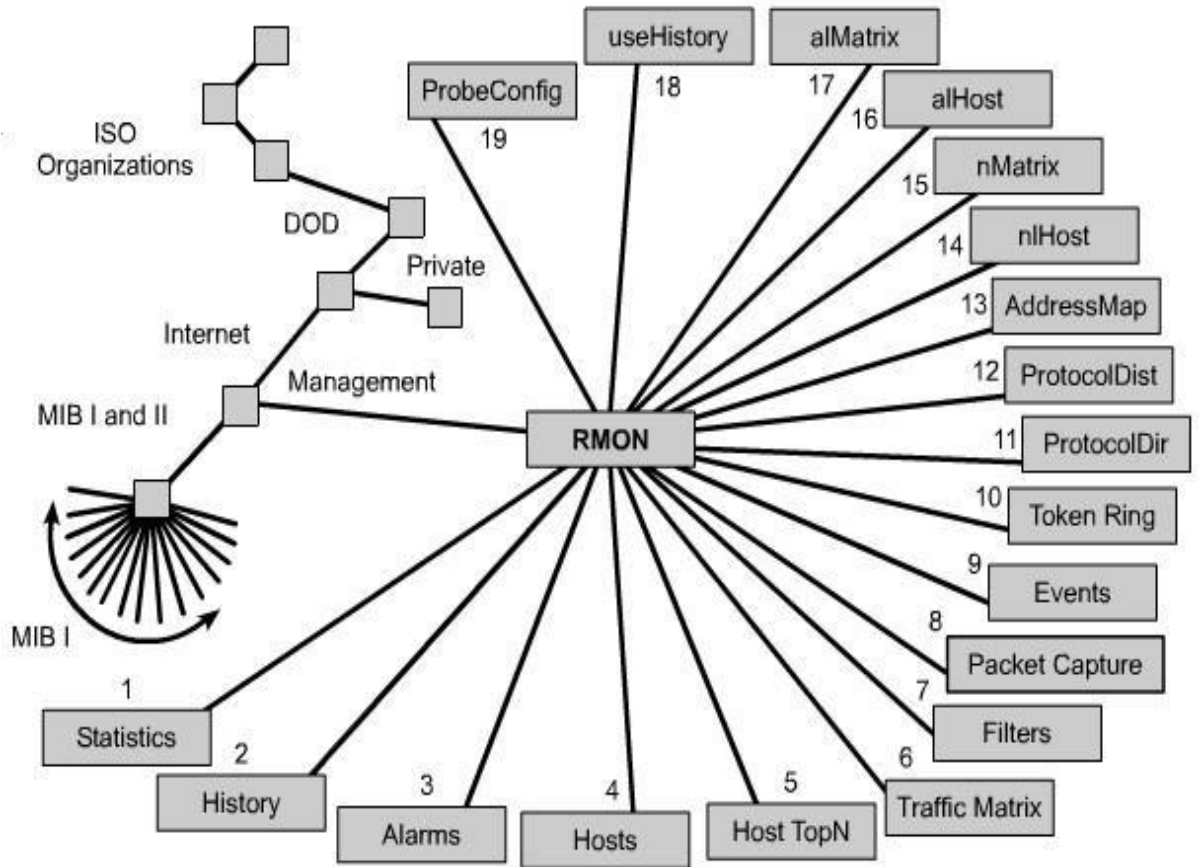 useHistory
alMatrix
ProbeConfig
18
17
alHost
19
16
ISO
Organizations
nMatrix
15
DOD
nlHost
14
Private
AddressMap
13
Internet
ProtocolDist
12
Management
MIB I and II
RMON
ProtocolDir
11
Token Ring
10
Events
9
MIB I
8
Packet Capture
1
Statistics
7
Filters
2
History
6
Traffic Matrix
3
Alarms
4
Hosts
5
Host TopN